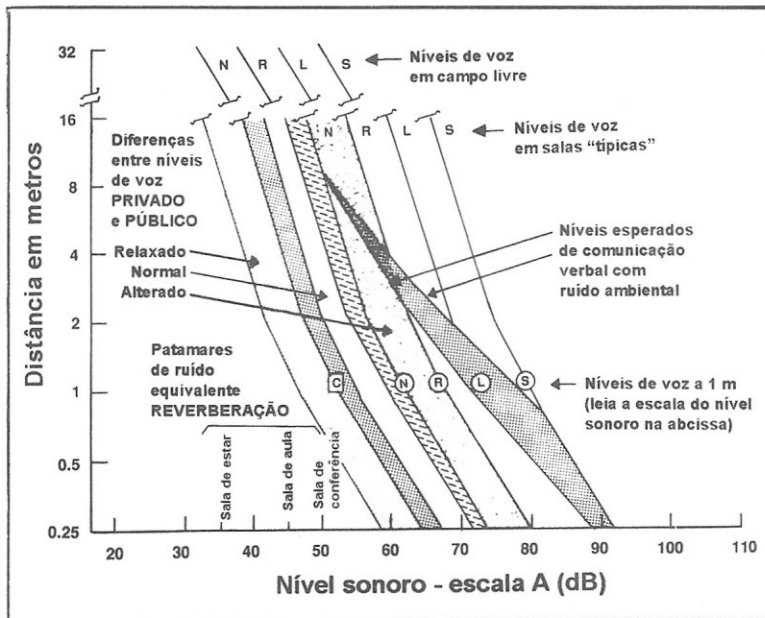 32
16
8
4
2
1
0.5
0.25
Distância em metros
N R L S
Níveis de voz
em campo livre
N R L S
Níveis de voz
em salas “típicas”
Diferenças
entre níveis
de voz
PRIVADO
e PÚBLICO
Relaxado
Normal
Alterado
Níveis esperados
de comunicação
verbal com
ruído ambiental
Patamares
de ruído
equivalente
REVERBERAÇÃO
C N R L S
Níveis de voz a 1 m
(leia a escala do nível
sonoro na abcissa)
Sala de estar
Sala de aula
Sala de
conferência
20 30 40 50 60 70 80 90 100 110
Nível sonoro - escala A (dB)